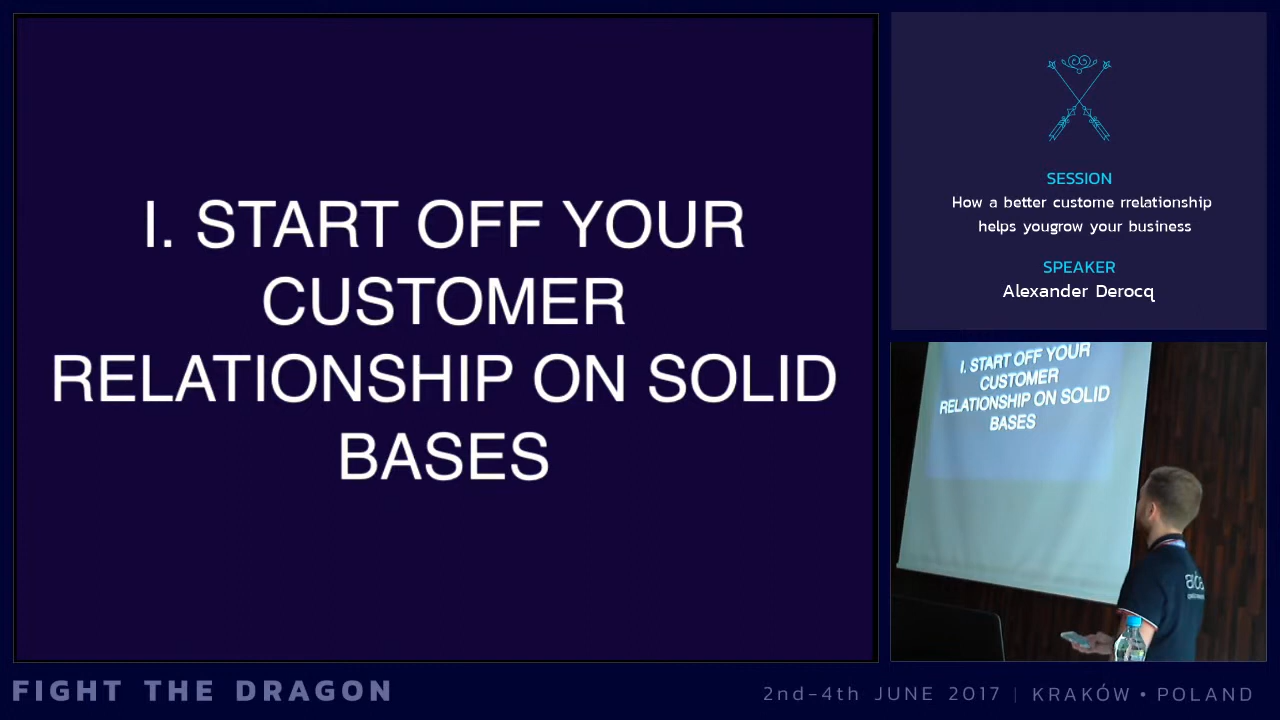 I. START OFF YOUR
CUSTOMER
RELATIONSHIP ON SOLID
BASES
SESSION
How a better custome rrelationship
helps yougrow your business
SPEAKER
Alexander Derocq
I. START OFF YOUR
CUSTOMER
RELATIONSHIP ON SOLID
BASES
FIGHT THE DRAGON
2nd-4th JUNE 2017 | KRAKÓW • POLAND